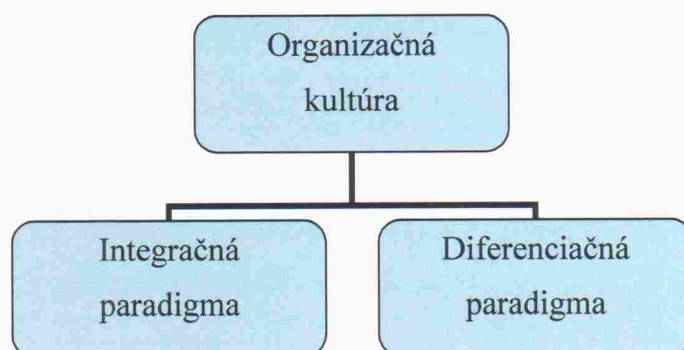 Organizačná
kultúra
Integračná
paradigma
Diferenciačná
paradigma